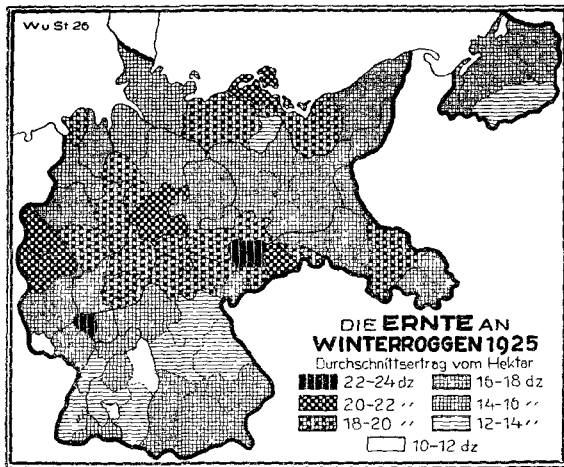 W u St 26
DIE ERNTE AN
WINTERROGGEN 1925
Durchschnittsertrag vom Hektar
22-24 dz 16-18 dz
20-22 〃 14-16 〃
18-20 〃 12-14 〃
10-12 dz